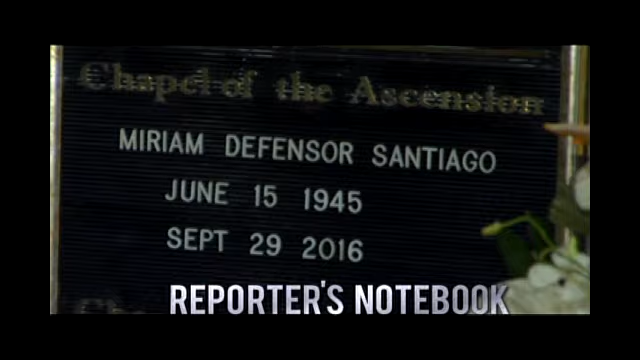 Chapel of the Ascension
MIRIAM DEFENSOR SANTIAGO
JUNE 15 1945
SEPT 29 2016
REPORTER'S NOTEBOOK